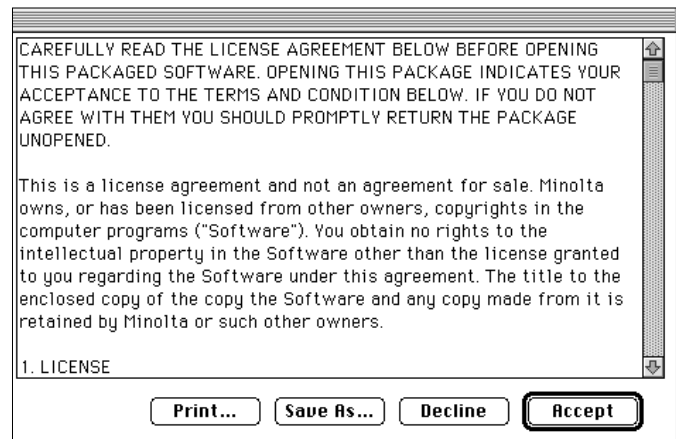 CAREFULLY READ THE LICENSE AGREEMENT BELOW BEFORE OPENING
THIS PACKAGED SOFTWARE. OPENING THIS PACKAGE INDICATES YOUR
ACCEPTANCE TO THE TERMS AND CONDITION BELOW. IF YOU DO NOT
AGREE WITH THEM YOU SHOULD PROMPTLY RETURN THE PACKAGE
UNOPENED.
This is a license agreement and not an agreement for sale. Minolta
owns, or has been licensed from other owners, copyrights in the
computer programs ("Software"). You obtain no rights to the
intellectual property in the Software other than the license granted
to you regarding the Software under this agreement. The title to the
enclosed copy of the copy the Software and any copy made from it is
retained by Minolta or such other owners.
1. LICENSE
Print... Save As... Decline Accept